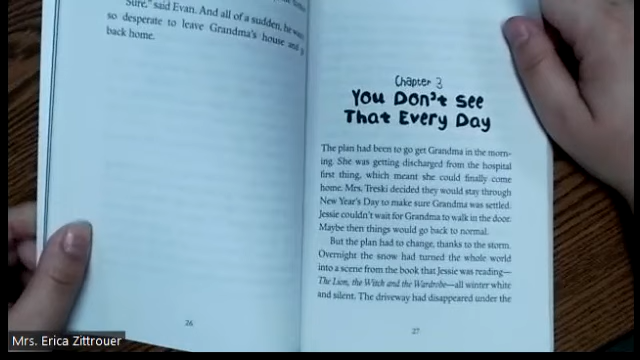 Sure," said Evan. And all of a sudden, he was
so desperate to leave Grandma's house and
back home.
26
Chapter 3
You Don't See
That Every Day
The plan had been to go get Grandma in the morn-
ing. She was getting discharged from the hospital
first thing, which meant she could finally come
home. Mrs. Treski decided they would stay through
New Year's Day to make sure Grandma was settled.
Jessie couldn't wait for Grandma to walk in the door.
Maybe then things would go back to normal.
But the plan had to change, thanks to the storm.
Overnight the snow had turned the whole world
into a scene from the book that Jessie was reading—
The Lion, the Witch and the Wardrobe—all winter white
and silent. The driveway had disappeared under the
27
Mrs. Erica Zittrouer